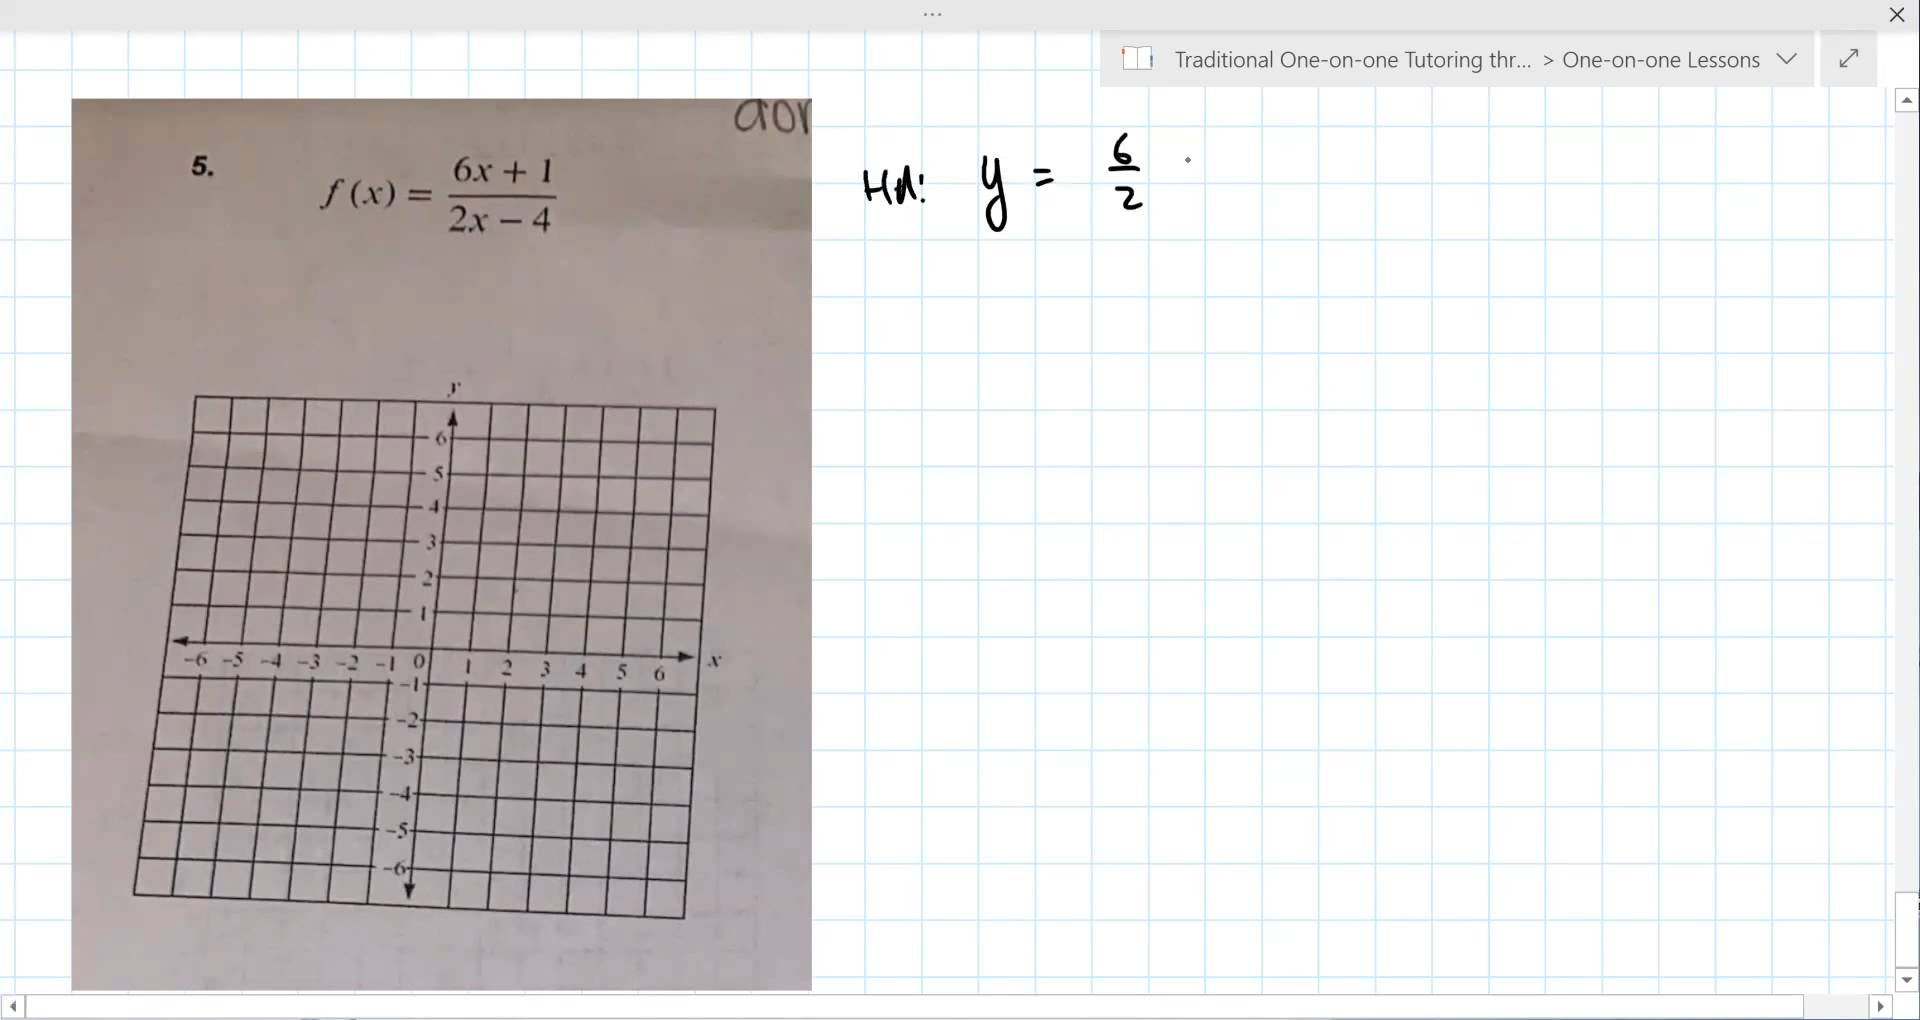 ...
Traditional One-on-one Tutoring thr... > One-on-one Lessons
5.
f(x) = \frac{6x + 1}{2x - 4}
HA: y = \frac{6}{2}
y
6
5
4
3
2
1
-6 -5 -4 -3 -2 -1 0 1 2 3 4 5 6 x
-1
-2
-3
-4
-5
-6